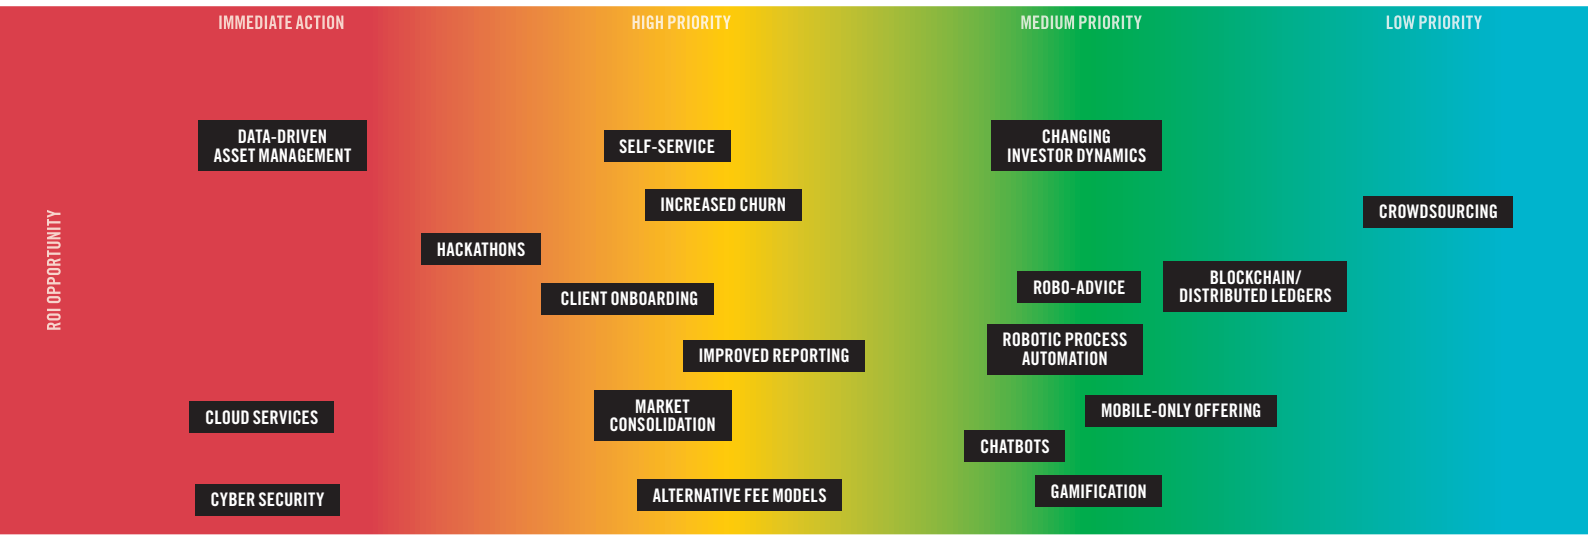 IMMEDIATE ACTION
HIGH PRIORITY
MEDIUM PRIORITY
LOW PRIORITY
ROI OPPORTUNITY
DATA-DRIVEN
ASSET MANAGEMENT
CLOUD SERVICES
CYBER SECURITY
HACKATHONS
SELF-SERVICE
INCREASED CHURN
CLIENT ONBOARDING
IMPROVED REPORTING
MARKET
CONSOLIDATION
ALTERNATIVE FEE MODELS
CHANGING
INVESTOR DYNAMICS
ROBO-ADVICE
BLOCKCHAIN/
DISTRIBUTED LEDGERS
ROBOTIC PROCESS
AUTOMATION
MOBILE-ONLY OFFERING
CHATBOTS
GAMIFICATION
CROWDSOURCING